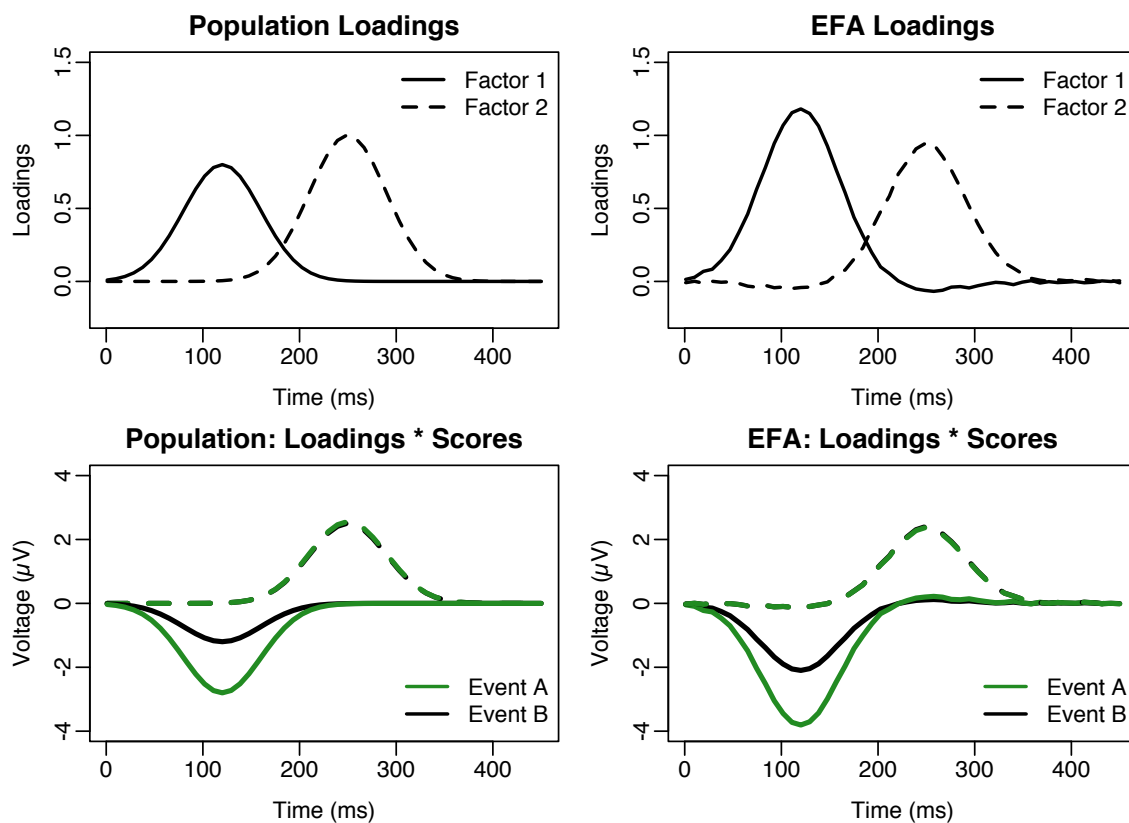 Population Loadings
1.5
1.0
0.5
0.0
Loadings
Factor 1
Factor 2
0 100 200 300 400
Time (ms)
EFA Loadings
1.5
1.0
0.5
0.0
Loadings
Factor 1
Factor 2
0 100 200 300 400
Time (ms)
Population: Loadings * Scores
4
2
0
-2
-4
Voltage (µV)
Event A
Event B
0 100 200 300 400
Time (ms)
EFA: Loadings * Scores
4
2
0
-2
-4
Voltage (µV)
Event A
Event B
0 100 200 300 400
Time (ms)